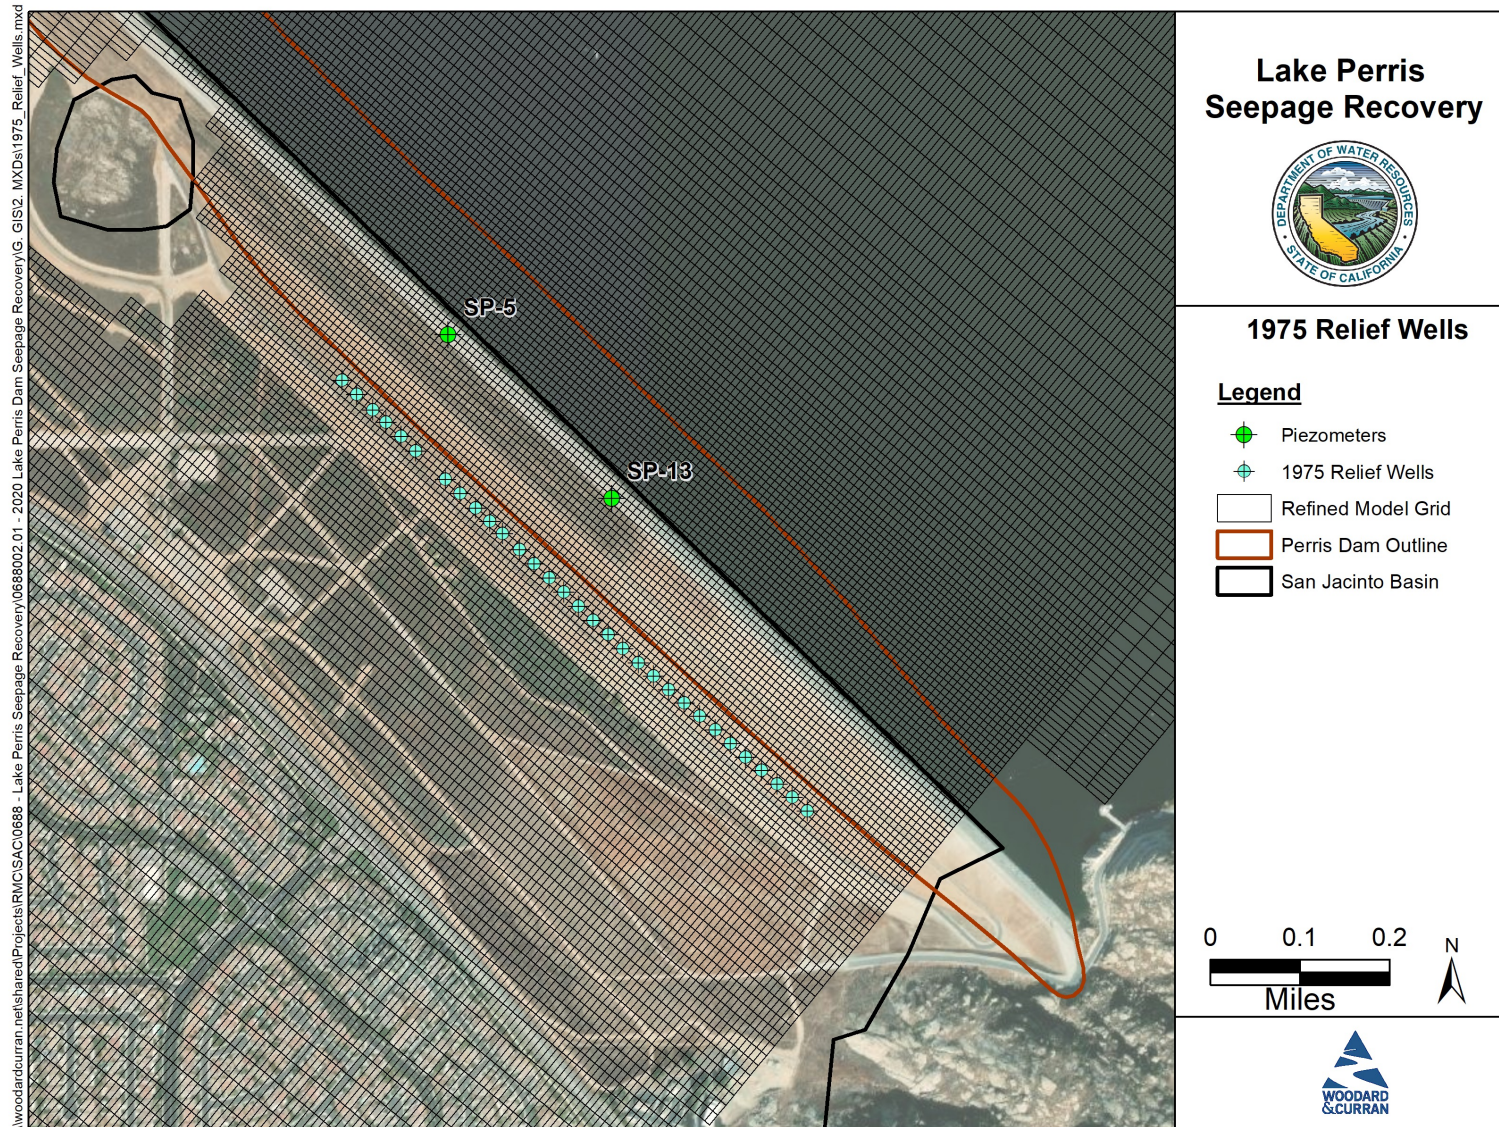 Lake Perris
Seepage Recovery
DEPARTMENT OF WATER RESOURCES
STATE OF CALIFORNIA
1975 Relief Wells
Legend
Piezometers
1975 Relief Wells
Refined Model Grid
Perris Dam Outline
San Jacinto Basin
0 0.1 0.2
Miles
N
WOODARD
&CURRAN
SP-5
SP-13
\woodardcurran.net\shared\Projects\RMC\SAC\0688 - Lake Perris Seepage Recovery\0688002.01 - 2020 Lake Perris Dam Seepage Recovery\G. GIS\2. MXDs\1975_Relief_Wells.mxd